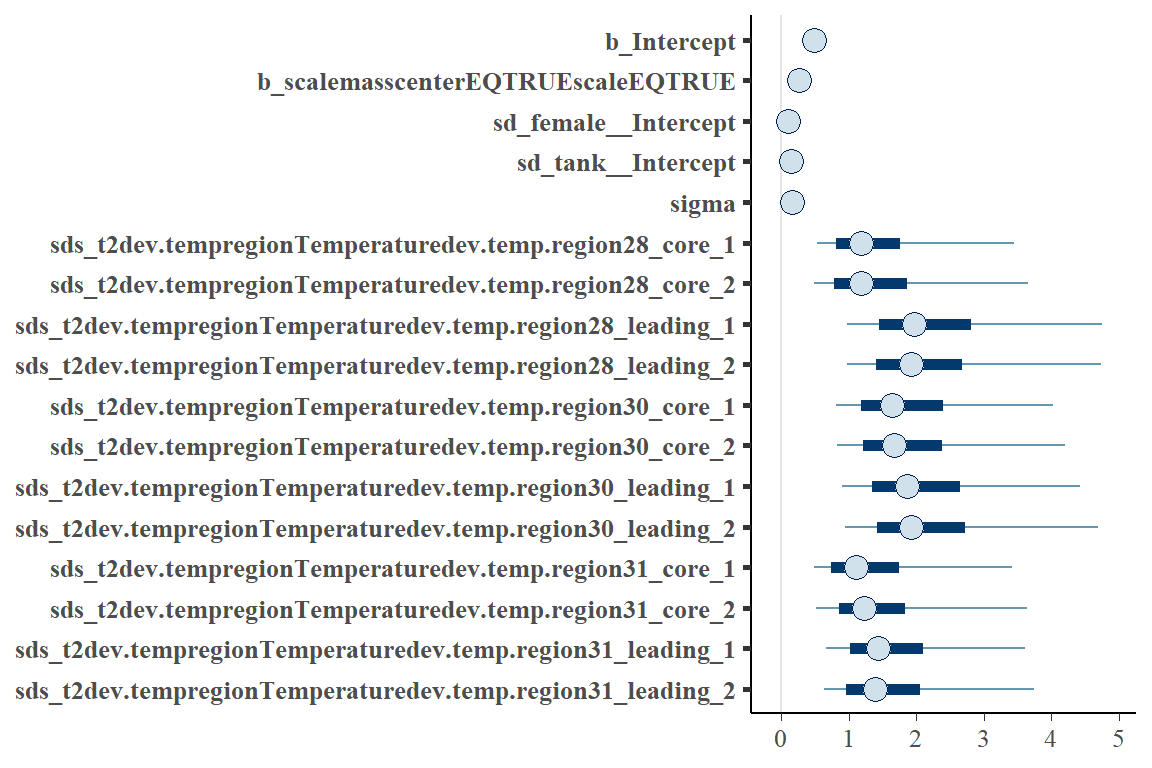 b_Intercept
b_scalemasscenterEQTRUEscaleEQTRUE
sd_female__Intercept
sd_tank__Intercept
sigma
sds_t2dev.tempregionTemperaturedev.temp.region28_core_1
sds_t2dev.tempregionTemperaturedev.temp.region28_core_2
sds_t2dev.tempregionTemperaturedev.temp.region28_leading_1
sds_t2dev.tempregionTemperaturedev.temp.region28_leading_2
sds_t2dev.tempregionTemperaturedev.temp.region30_core_1
sds_t2dev.tempregionTemperaturedev.temp.region30_core_2
sds_t2dev.tempregionTemperaturedev.temp.region30_leading_1
sds_t2dev.tempregionTemperaturedev.temp.region30_leading_2
sds_t2dev.tempregionTemperaturedev.temp.region31_core_1
sds_t2dev.tempregionTemperaturedev.temp.region31_core_2
sds_t2dev.tempregionTemperaturedev.temp.region31_leading_1
sds_t2dev.tempregionTemperaturedev.temp.region31_leading_2
0 1 2 3 4 5